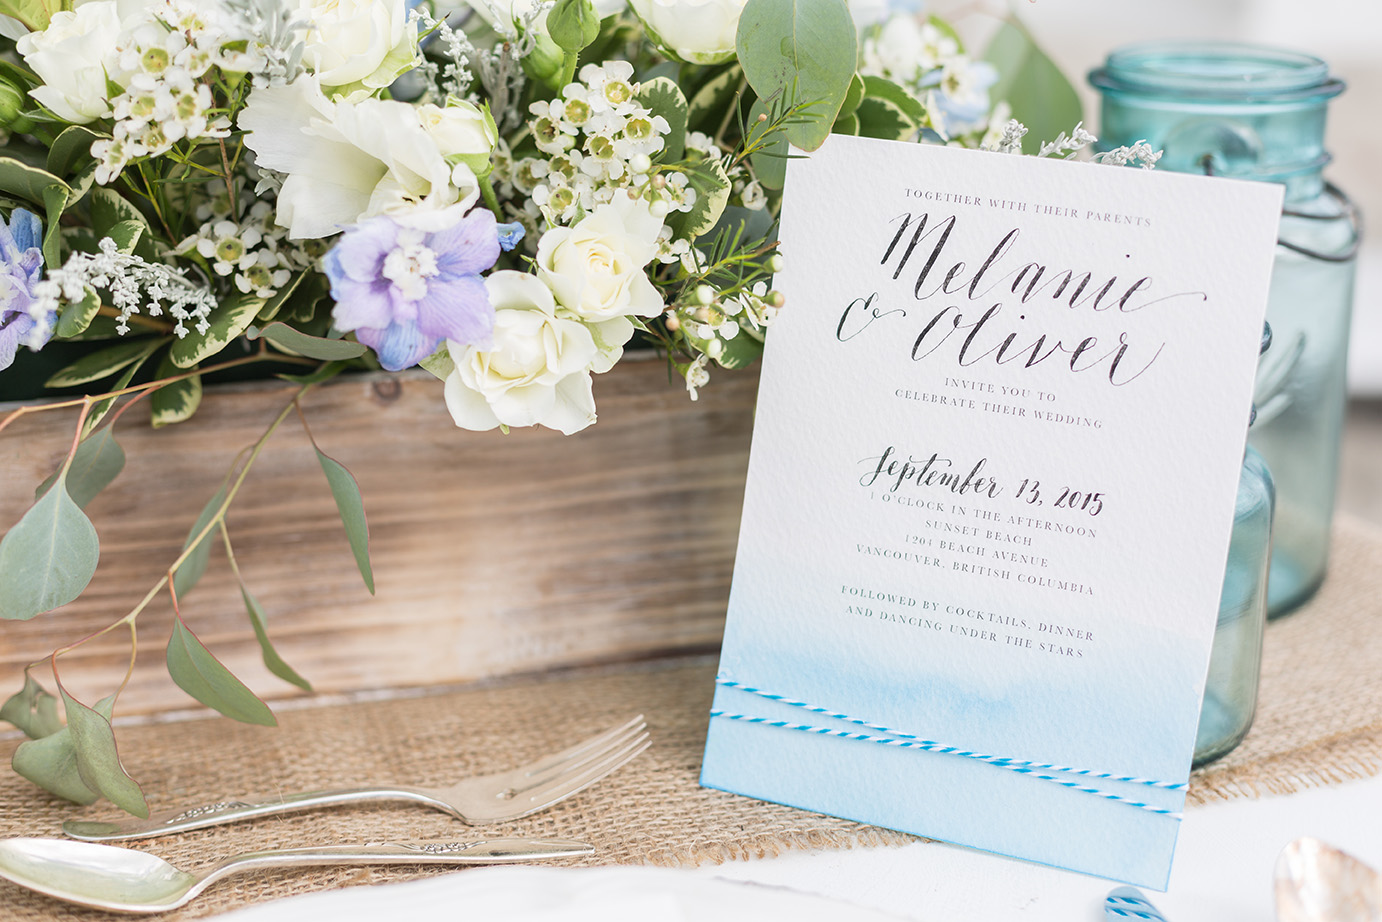 TOGETHER WITH THEIR PARENTS
Melanie
& Oliver
INVITE YOU TO
CELEBRATE THEIR WEDDING
September 13, 2015
1 O'CLOCK IN THE AFTERNOON
SUNSET BEACH
1204 BEACH AVENUE
VANCOUVER, BRITISH COLUMBIA
FOLLOWED BY COCKTAILS, DINNER
AND DANCING UNDER THE STARS